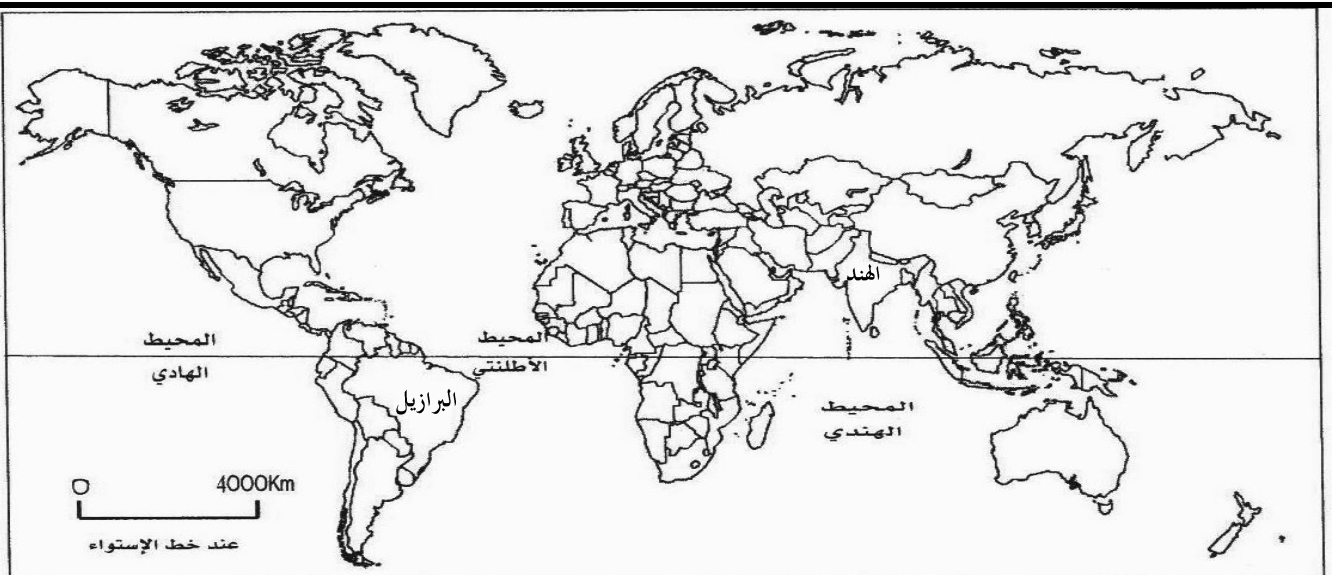 الهند
المحيط
الهادي
المحيط
الأطلنتي
البرازيل
المحيط
الهندي
0 4000Km
عند خط الإستواء